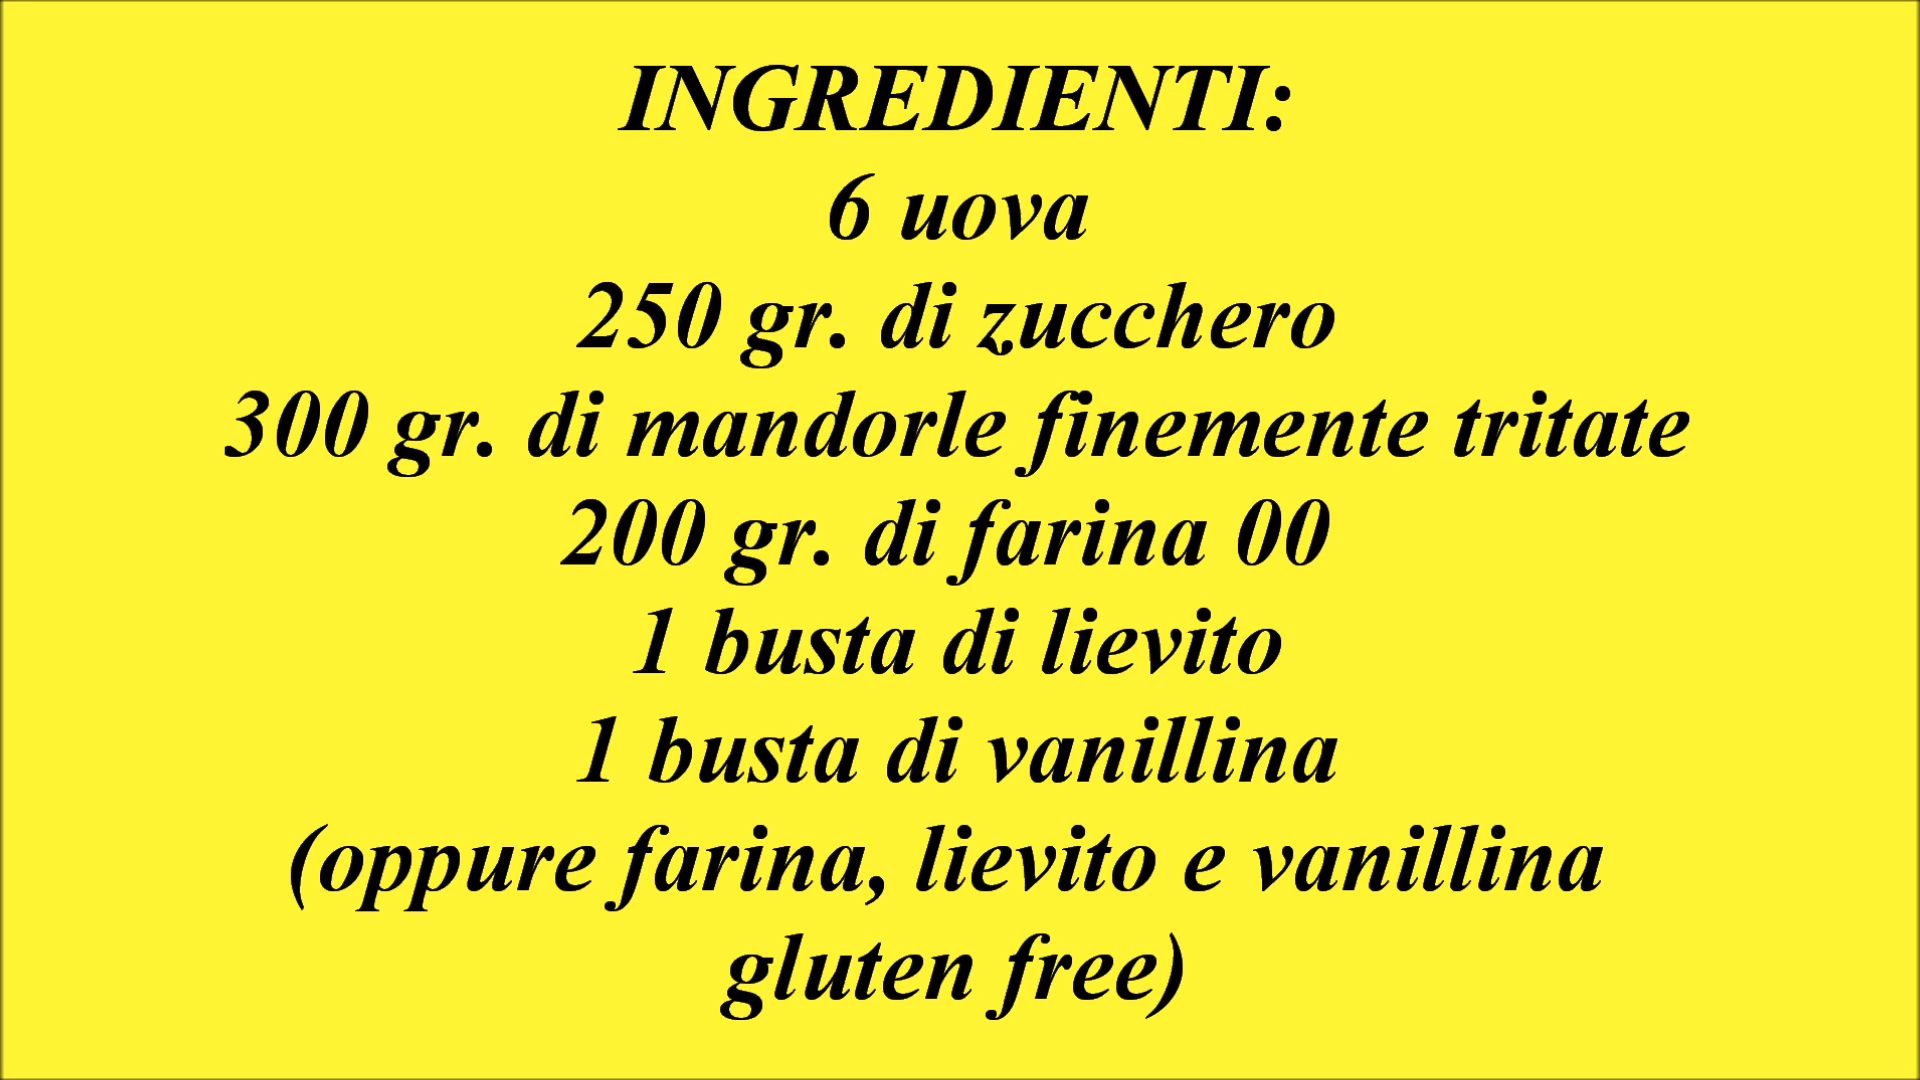 INGREDIENTI:
6 uova
250 gr. di zucchero
300 gr. di mandorle finemente tritate
200 gr. di farina 00
1 busta di lievito
1 busta di vanillina
(oppure farina, lievito e vanillina
gluten free)